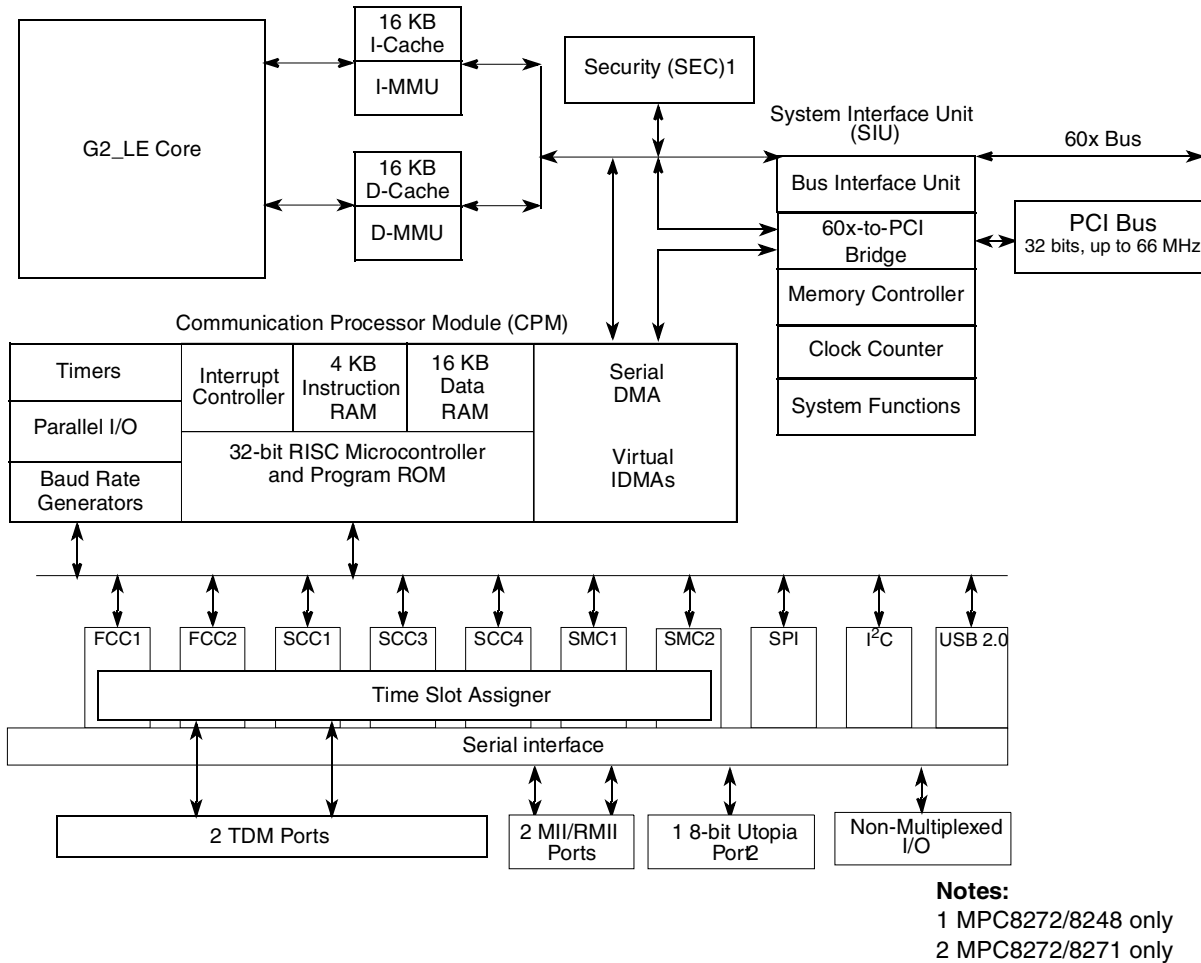 16 KB
I-Cache
I-MMU
Security (SEC)1
G2_LE Core
System Interface Unit
(SIU)
60x Bus
16 KB
D-Cache
D-MMU
Bus Interface Unit
60x-to-PCI
Bridge
PCI Bus
32 bits, up to 66 MHz
Memory Controller
Clock Counter
System Functions
Communication Processor Module (CPM)
Timers
Parallel I/O
Baud Rate
Generators
Interrupt
Controller
4 KB
Instruction
RAM
16 KB
Data
RAM
32-bit RISC Microcontroller
and Program ROM
Serial
DMA
Virtual
IDMAs
FCC1
FCC2
SCC1
SCC3
SCC4
SMC1
SMC2
SPI
I²C
USB 2.0
Time Slot Assigner
Serial interface
2 TDM Ports
2 MII/RMII
Ports
1 8-bit Utopia
Port2
Non-Multiplexed
I/O
Notes:
1 MPC8272/8248 only
2 MPC8272/8271 only